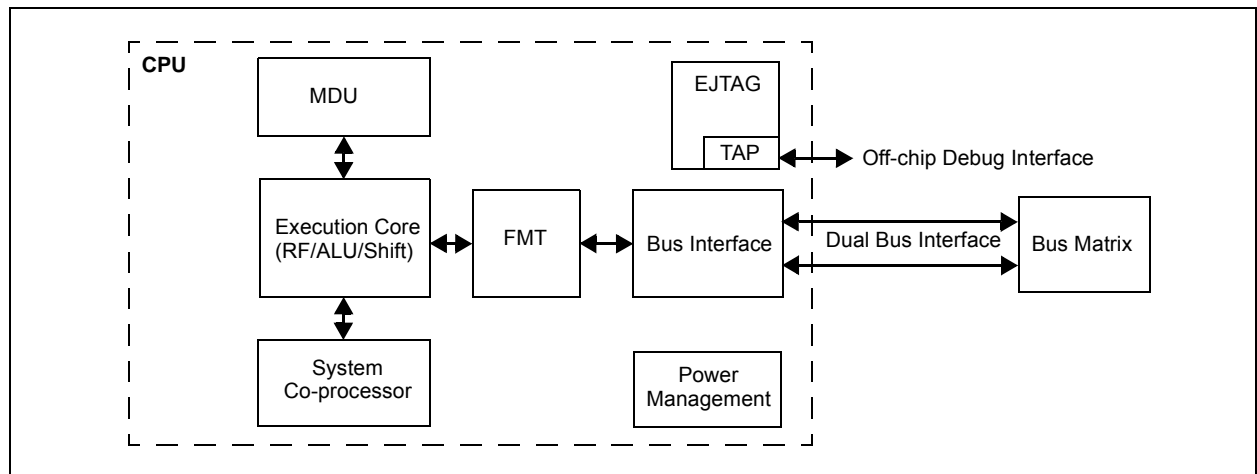 CPU
MDU
EJTAG
TAP
Off-chip Debug Interface
Execution Core
(RF/ALU/Shift)
FMT
Bus Interface
Dual Bus Interface
Bus Matrix
System
Co-processor
Power
Management